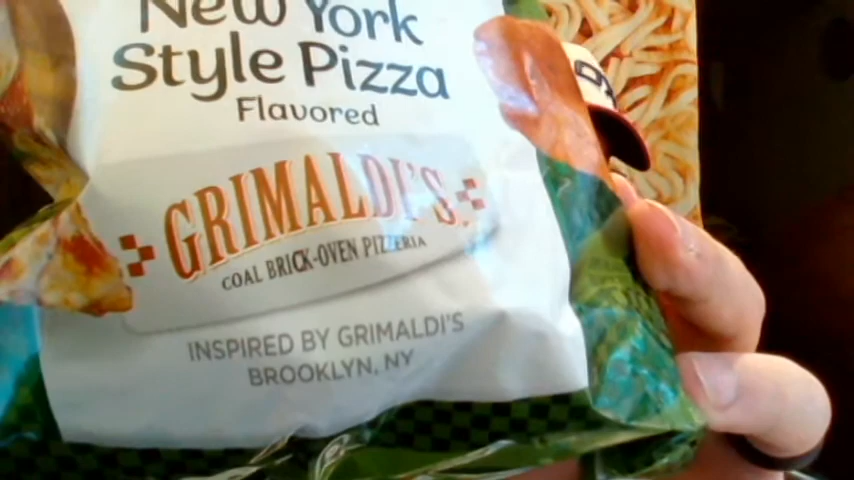 New York
Style Pizza
Flavored
GRIMALDI'S
COAL BRICK-OVEN PIZZERIA
INSPIRED BY GRIMALDI'S
BROOKLYN, NY